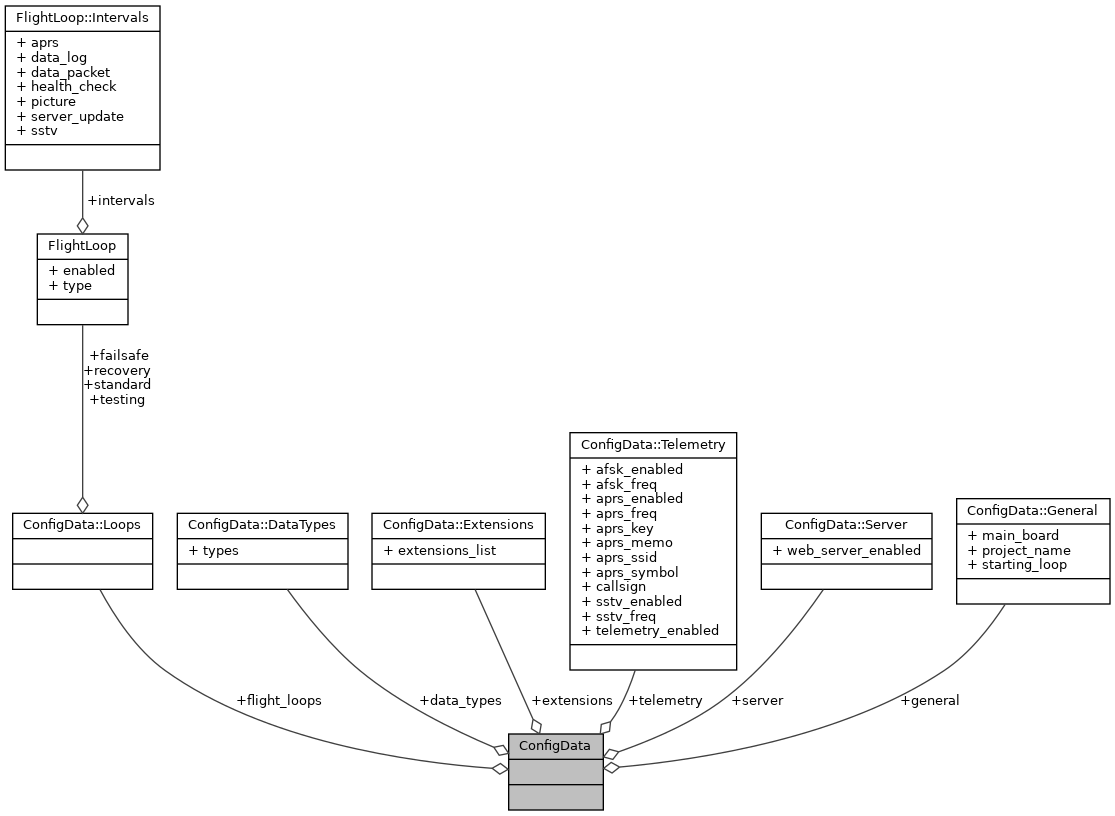 FlightLoop::Intervals
+ aprs
+ data_log
+ data_packet
+ health_check
+ picture
+ server_update
+ sstv
+intervals
FlightLoop
+ enabled
+ type
+failsafe
+recovery
+standard
+testing
ConfigData::Loops
ConfigData::DataTypes
+ types
ConfigData::Extensions
+ extensions_list
ConfigData::Telemetry
+ afsk_enabled
+ afsk_freq
+ aprs_enabled
+ aprs_freq
+ aprs_key
+ aprs_memo
+ aprs_ssid
+ aprs_symbol
+ callsign
+ sstv_enabled
+ sstv_freq
+ telemetry_enabled
ConfigData::Server
+ web_server_enabled
ConfigData::General
+ main_board
+ project_name
+ starting_loop
+flight_loops
+data_types
+extensions
+telemetry
+server
+general
ConfigData